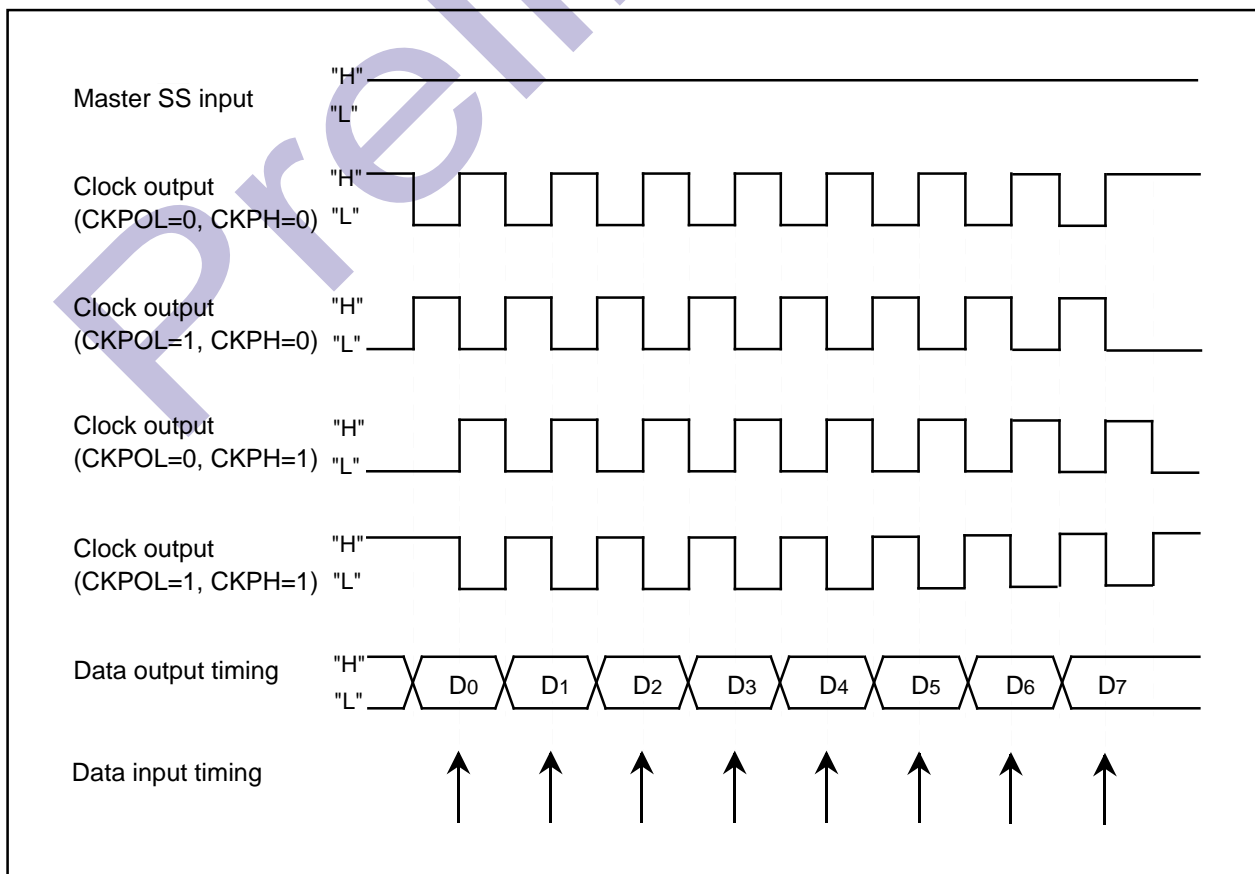 Preli
Master SS input
"H"
"L"
Clock output
(CKPOL=0, CKPH=0)
"H"
"L"
Clock output
(CKPOL=1, CKPH=0)
"H"
"L"
Clock output
(CKPOL=0, CKPH=1)
"H"
"L"
Clock output
(CKPOL=1, CKPH=1)
"H"
"L"
Data output timing
"H"
"L"
D0 D1 D2 D3 D4 D5 D6 D7
Data input timing